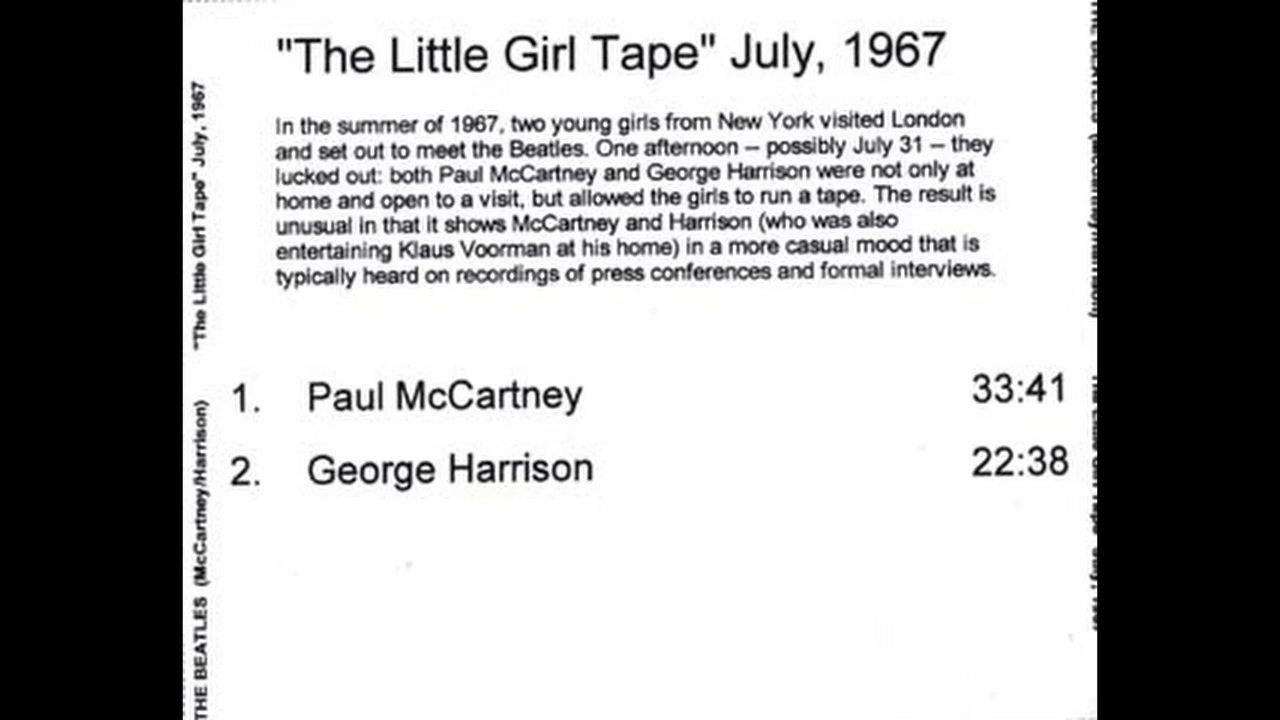 "The Little Girl Tape" July, 1967
In the summer of 1967, two young girls from New York visited London
and set out to meet the Beatles. One afternoon – possibly July 31 – they
lucked out: both Paul McCartney and George Harrison were not only at
home and open to a visit, but allowed the girls to run a tape. The result is
unusual in that it shows McCartney and Harrison (who was also
entertaining Klaus Voorman at his home) in a more casual mood that is
typically heard on recordings of press conferences and formal interviews.
1. Paul McCartney 33:41
2. George Harrison 22:38
THE BEATLES (McCartney/Harrison) "The Little Girl Tape" July, 1967